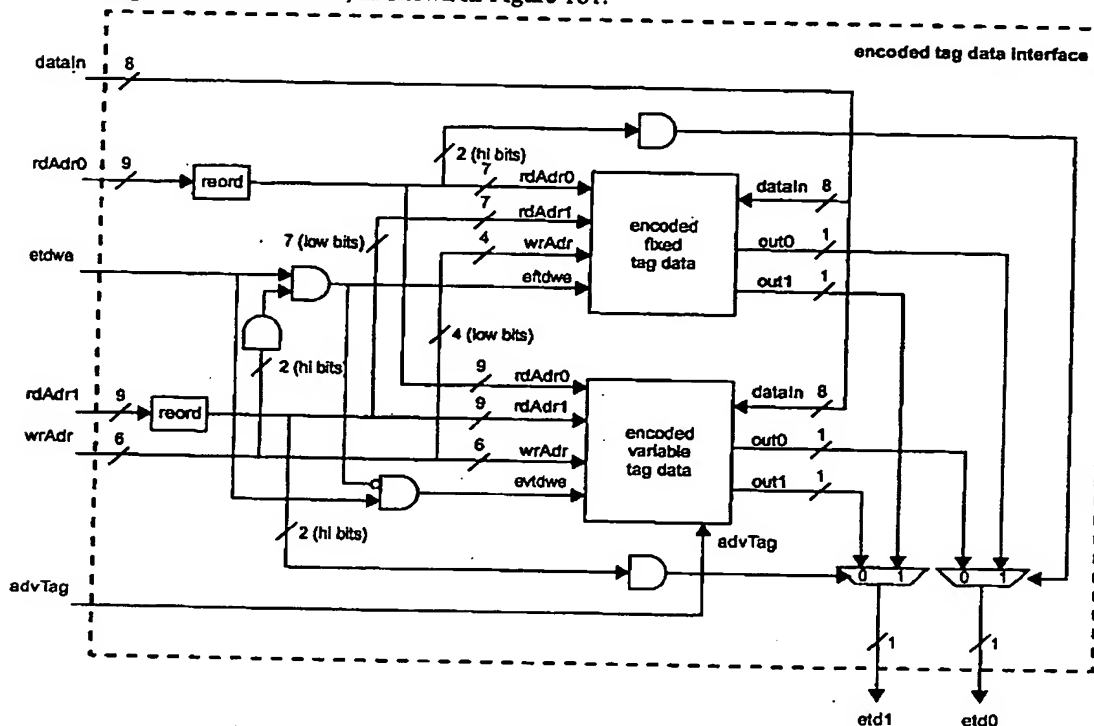 encoded tag data interface
dataIn
8
rdAdr0
9
reord
2 (hi bits)
7
rdAdr0
7
rdAdr1
7 (low bits)
4
wrAdr
eftdwe
encoded
fixed
tag data
dataIn
8
out0
1
out1
1
etdwe
4 (low bits)
2 (hi bits)
rdAdr1
9
reord
wrAdr
6
9
rdAdr0
9
rdAdr1
6
wrAdr
evtdwe
encoded
variable
tag data
dataIn
8
out0
1
out1
1
advTag
2 (hi bits)
advTag
0 1
0 1
1
1
etd1
etd0